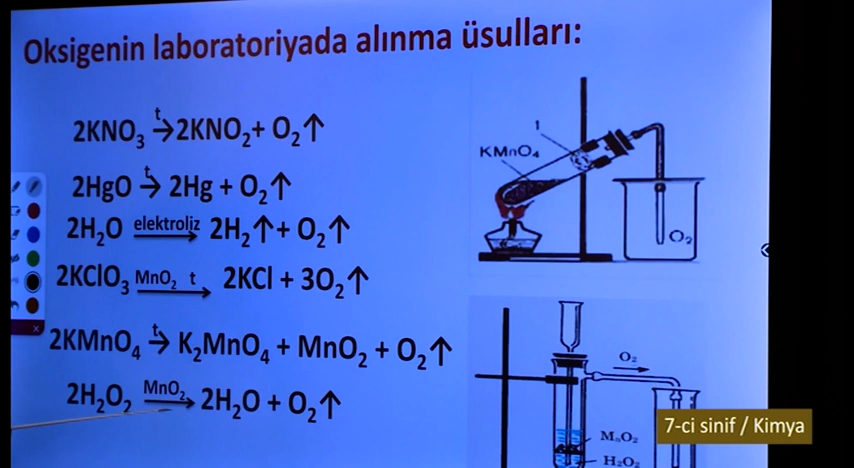 Oksigenin laboratoriyada alınma üsulları:
2KNO₃ →ᵗ 2KNO₂+ O₂↑
2HgO →ᵗ 2Hg + O₂↑
2H₂O elektroliz→ 2H₂↑+ O₂↑
2KClO₃ MnO₂ t→ 2KCl + 3O₂↑
2KMnO₄ →ᵗ K₂MnO₄ + MnO₂ + O₂↑
2H₂O₂ MnO₂→ 2H₂O + O₂↑
1
KMnO₄
O₂
O₂
MnO₂
H₂O₂
x
7-ci sinif / Kimya